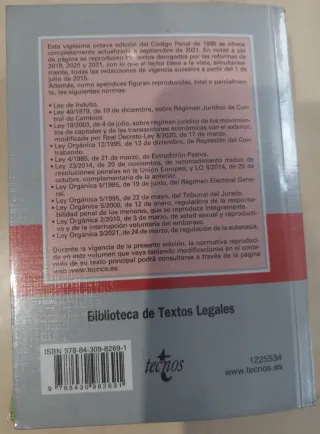 Esta vigésima octava edición del Código Penal de 1995 se ofrece
completamente actualizada a septiembre de 2021. En notas a pie
de página se reproducen los textos derogados por las reformas de
2019, 2020 y 2021, con lo que el lector tiene a la vista, simultánea-
mente, todas las redacciones de vigencia sucesiva a partir del 1 de
julio de 2015.
Además, como apéndices figuran reproducidas, total o parcialmen-
te, las siguientes normas:
• Ley de Indulto.
• Ley 40/1979, de 10 de diciembre, sobre Régimen Jurídico de Control
de Cambios.
• Ley 19/2003, de 4 de julio, sobre régimen jurídico de los movimien-
tos de capitales y de las transacciones económicas con el exterior,
modificada por Real Decreto-Ley 8/2020, de 17 de marzo.
• Ley Orgánica 12/1995, de 12 de diciembre, de Represión del Con-
trabando.
• Ley 4/1985, de 21 de marzo, de Extradición Pasiva.
• Ley 23/2014, de 20 de noviembre, de reconocimiento mutuo de
resoluciones penales en la Unión Europea; y LO 6/2014, de 29 de
octubre, complementaria de la anterior.
• Ley Orgánica 5/1985, de 19 de junio, del Régimen Electoral Gene-
ral.
• Ley Orgánica 5/1995, de 22 de mayo, del Tribunal del Jurado.
• Ley Orgánica 5/2000, de 12 de enero, reguladora de la responsa-
bilidad penal de los menores, que se reproduce íntegramente.
• Ley Orgánica 2/2010, de 3 de marzo, de salud sexual y reproducti-
va y de la interrupción voluntaria del embarazo.
• Ley Orgánica 3/2021, de 24 de marzo, de regulación de la eutanasia.
Durante la vigencia de la presente edición, la normativa reproduci-
da en este volumen que vaya teniendo modificaciones en el conte-
nido de su texto principal podrá consultarse a través de la página
web www.tecnos.es.
Biblioteca de Textos Legales
ISBN 978-84-309-8269-1
9 788430 982691
tecnos
1225534
www.tecnos.es